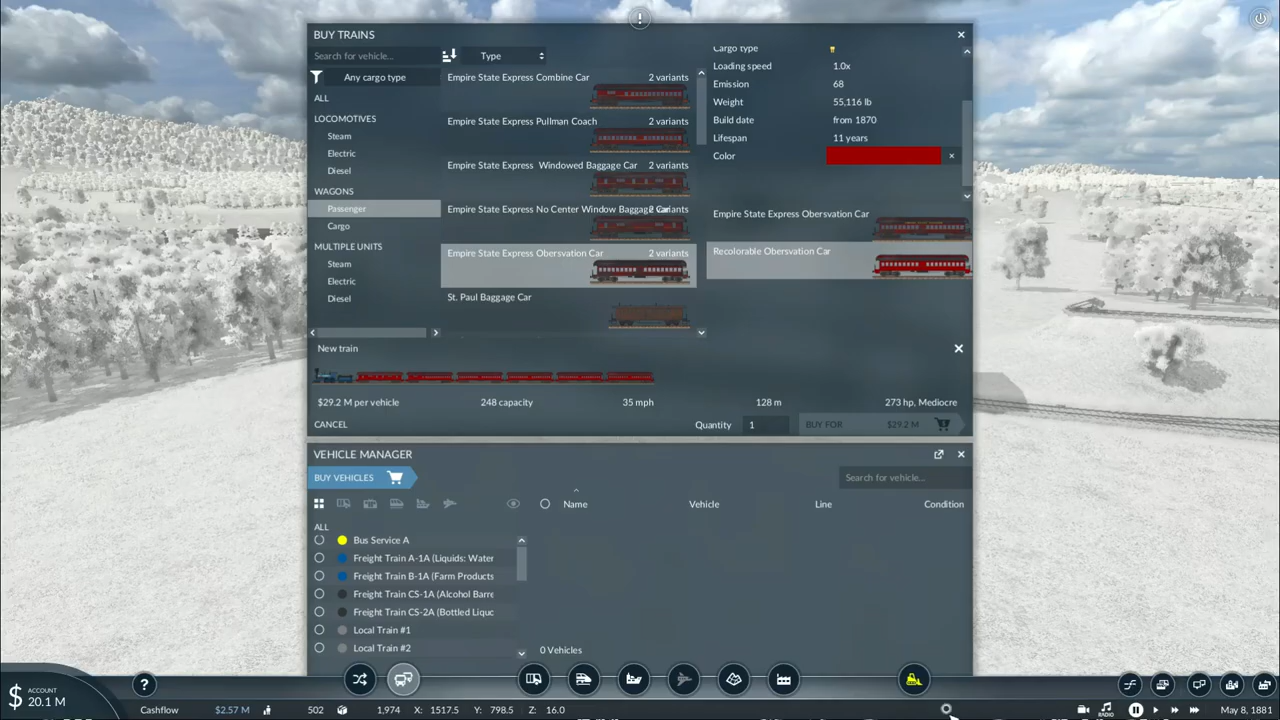 BUY TRAINS
Search for vehicle...
Type
Any cargo type
ALL
LOCOMOTIVES
Steam
Electric
Diesel
WAGONS
Passenger
Cargo
MULTIPLE UNITS
Steam
Electric
Diesel
Empire State Express Combine Car 2 variants
Empire State Express Pullman Coach 2 variants
Empire State Express Windowed Baggage Car 2 variants
Empire State Express No Center Window Baggage Car 2 variants
Empire State Express Obersvation Car 2 variants
St. Paul Baggage Car
Cargo type
Loading speed 1.0x
Emission 68
Weight 55,116 lb
Build date from 1870
Lifespan 11 years
Color
Empire State Express Obersvation Car
Recolorable Obersvation Car
New train
$29.2 M per vehicle 248 capacity 35 mph 128 m 273 hp, Mediocre
CANCEL Quantity 1 BUY FOR $29.2 M
VEHICLE MANAGER
BUY VEHICLES
Search for vehicle...
Name Vehicle Line Condition
ALL
Bus Service A
Freight Train A-1A (Liquids: Water
Freight Train B-1A (Farm Products
Freight Train CS-1A (Alcohol Barre
Freight Train CS-2A (Bottled Liquc
Local Train #1
Local Train #2
0 Vehicles
$ ACCOUNT
20.1 M
?
Cashflow $2.57 M 502 1,974 X: 1517.5 Y: 798.5 Z: 16.0
RADIO
May 8, 1881